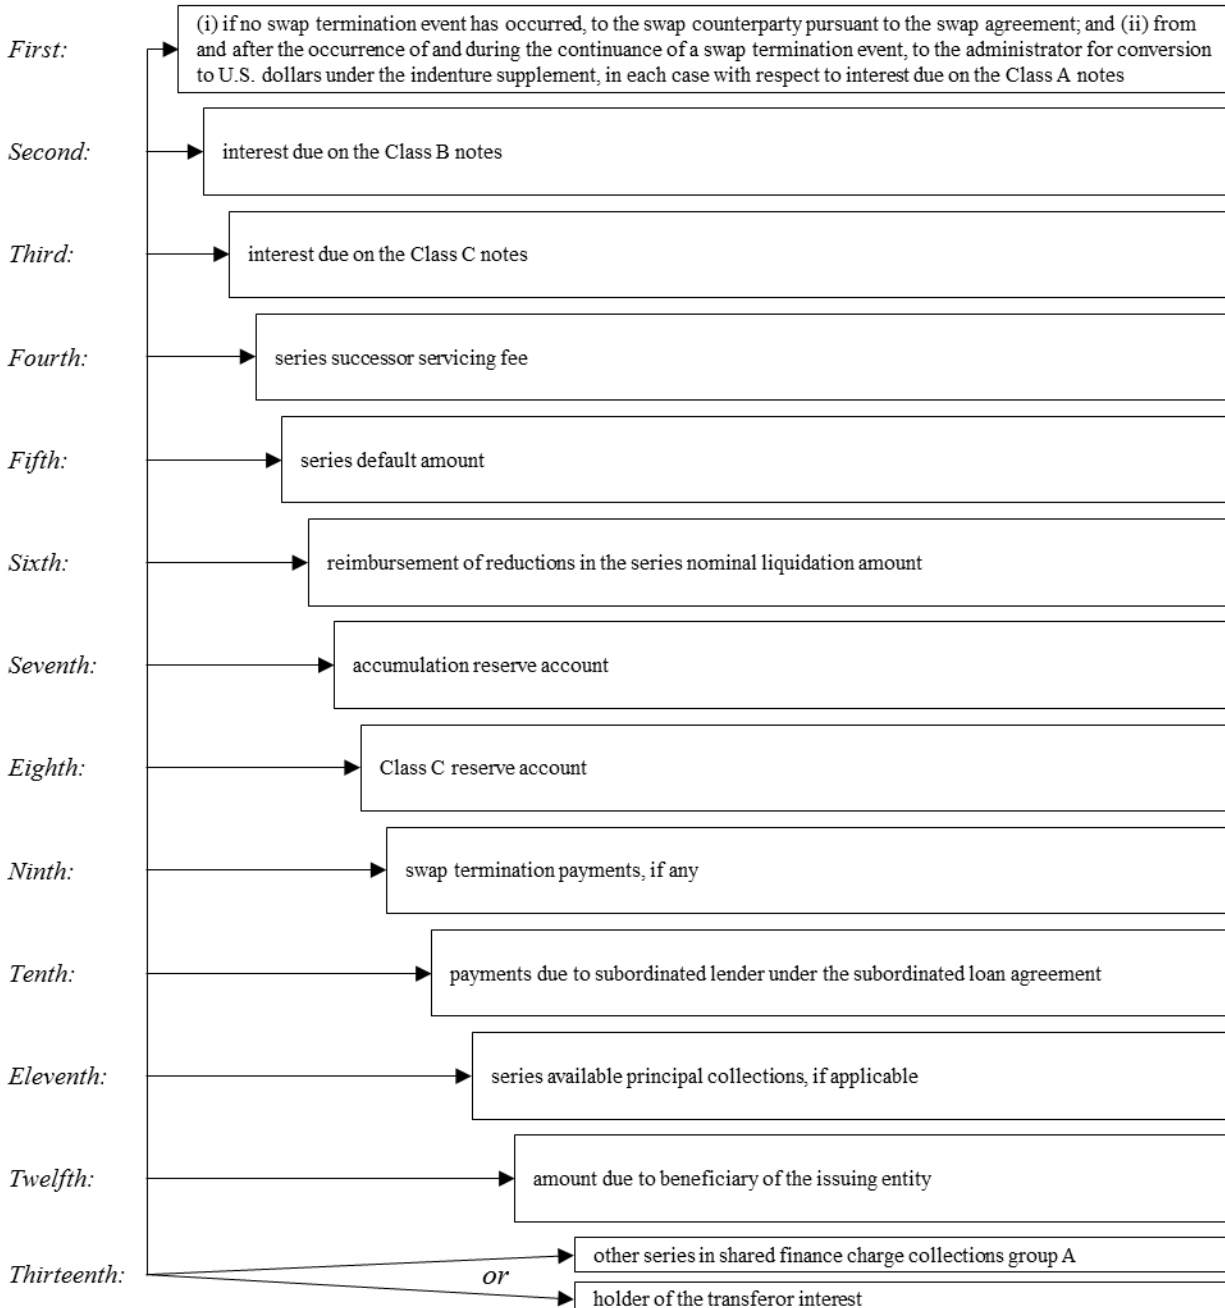 First:
(i) if no swap termination event has occurred, to the swap counterparty pursuant to the swap agreement; and (ii) from
and after the occurrence of and during the continuance of a swap termination event, to the administrator for conversion
to U.S. dollars under the indenture supplement, in each case with respect to interest due on the Class A notes
Second:
interest due on the Class B notes
Third:
interest due on the Class C notes
Fourth:
series successor servicing fee
Fifth:
series default amount
Sixth:
reimbursement of reductions in the series nominal liquidation amount
Seventh:
accumulation reserve account
Eighth:
Class C reserve account
Ninth:
swap termination payments, if any
Tenth:
payments due to subordinated lender under the subordinated loan agreement
Eleventh:
series available principal collections, if applicable
Twelfth:
amount due to beneficiary of the issuing entity
Thirteenth:
other series in shared finance charge collections group A
or
holder of the transferor interest